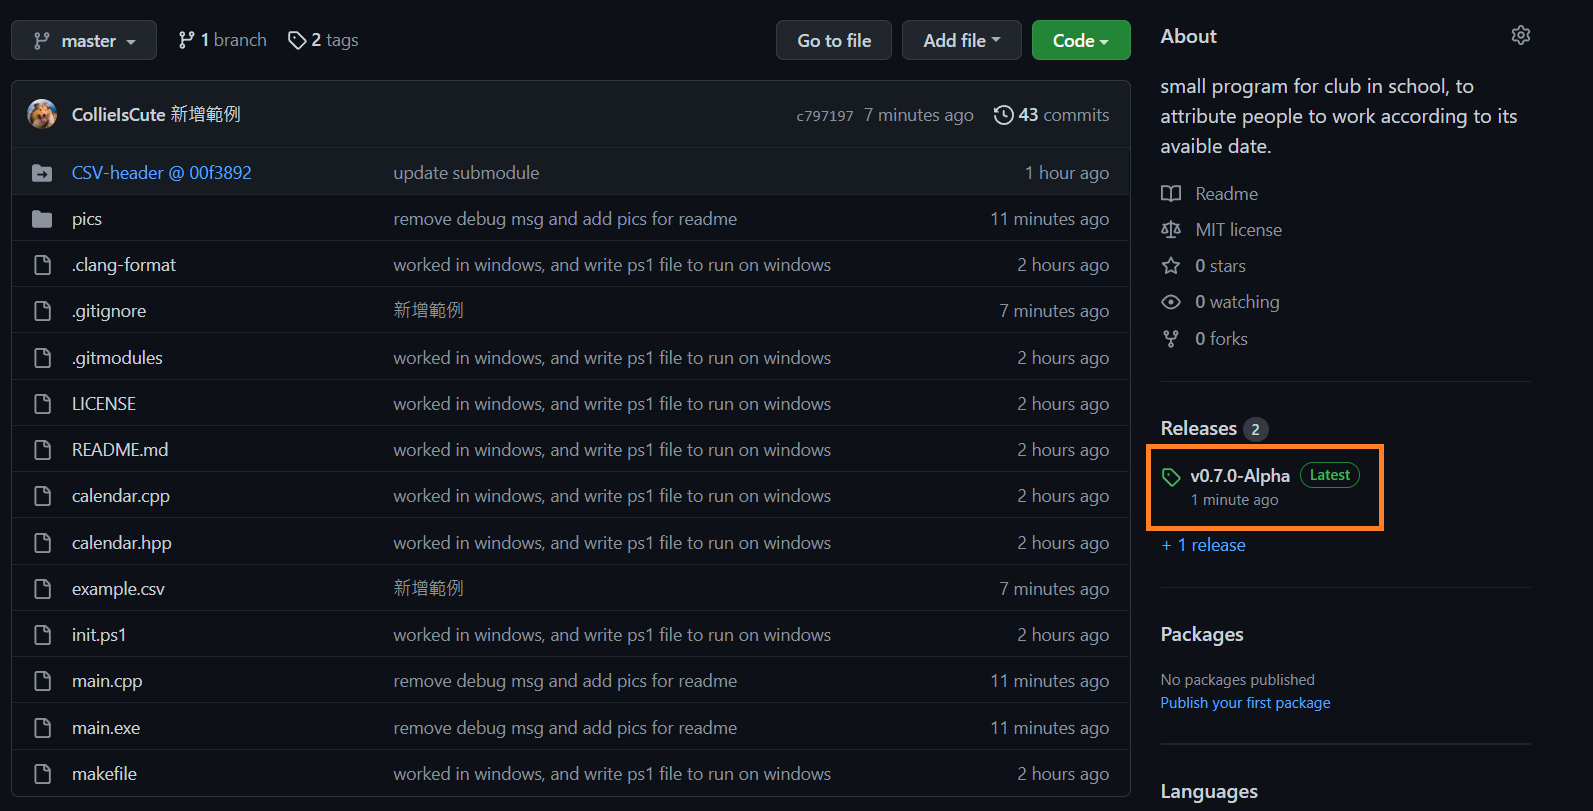 master 1 branch 2 tags Go to file Add file Code
CollieIsCute 新增範例 c797197 7 minutes ago 43 commits
CSV-header @ 00f3892 update submodule 1 hour ago
pics remove debug msg and add pics for readme 11 minutes ago
.clang-format worked in windows, and write ps1 file to run on windows 2 hours ago
.gitignore 新增範例 7 minutes ago
.gitmodules worked in windows, and write ps1 file to run on windows 2 hours ago
LICENSE worked in windows, and write ps1 file to run on windows 2 hours ago
README.md worked in windows, and write ps1 file to run on windows 2 hours ago
calendar.cpp worked in windows, and write ps1 file to run on windows 2 hours ago
calendar.hpp worked in windows, and write ps1 file to run on windows 2 hours ago
example.csv 新增範例 7 minutes ago
init.ps1 worked in windows, and write ps1 file to run on windows 2 hours ago
main.cpp remove debug msg and add pics for readme 11 minutes ago
main.exe remove debug msg and add pics for readme 11 minutes ago
makefile worked in windows, and write ps1 file to run on windows 2 hours ago
About
small program for club in school, to
attribute people to work according to its
avaible date.
Readme
MIT license
0 stars
0 watching
0 forks
Releases 2
v0.7.0-Alpha Latest
1 minute ago
+ 1 release
Packages
No packages published
Publish your first package
Languages